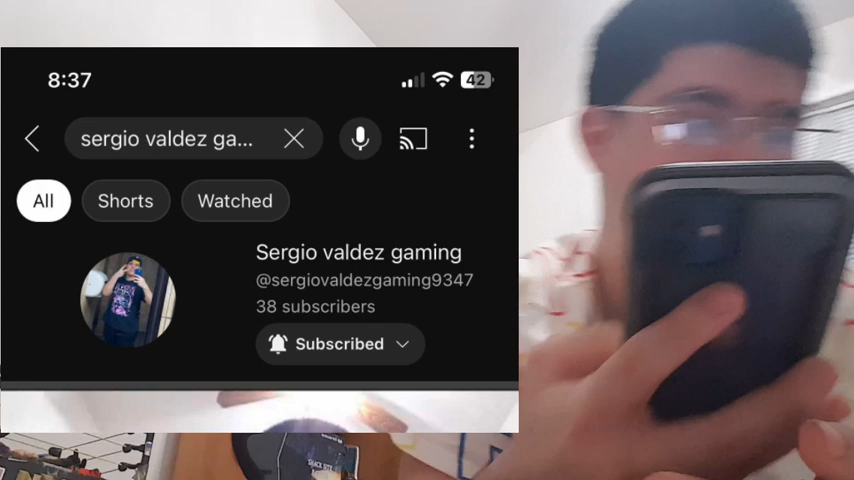 8:37
42
sergio valdez ga...
All
Shorts
Watched
Sergio valdez gaming
@sergiovaldezgaming9347
38 subscribers
Subscribed